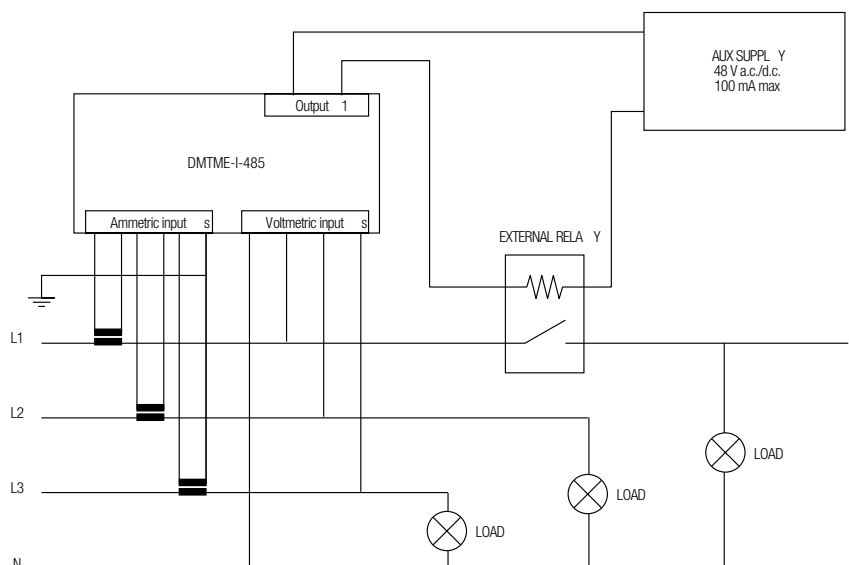 AUX SUPPL Y
48 V a.c./d.c.
100 mA max
Output 1
DMTME-I-485
Ammetric input s
Voltmetric input s
EXTERNAL RELA Y
L1
L2
LOAD
L3
LOAD
LOAD
N